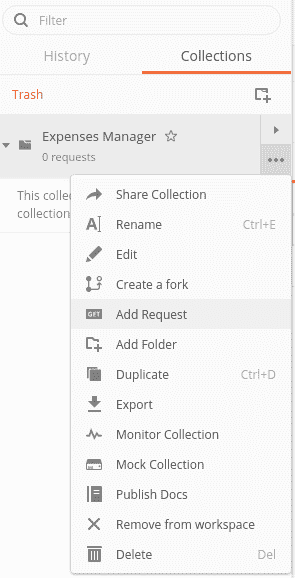 Filter
History Collections
Trash
Expenses Manager
0 requests
This colle
collection
Share Collection
Rename Ctrl+E
Edit
Create a fork
GET Add Request
Add Folder
Duplicate Ctrl+D
Export
Monitor Collection
Mock Collection
Publish Docs
Remove from workspace
Delete Del